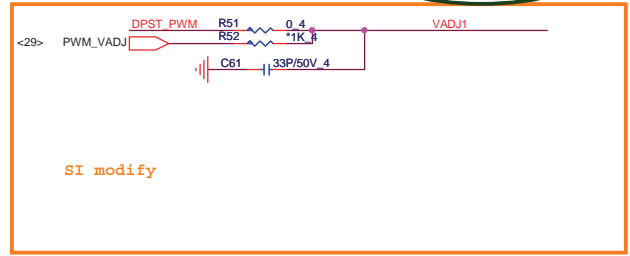 DPST_PWM R51 0_4 VADJ1
<29> PWM_VADJ R52 *1K_4
C61 33P/50V_4
SI modify